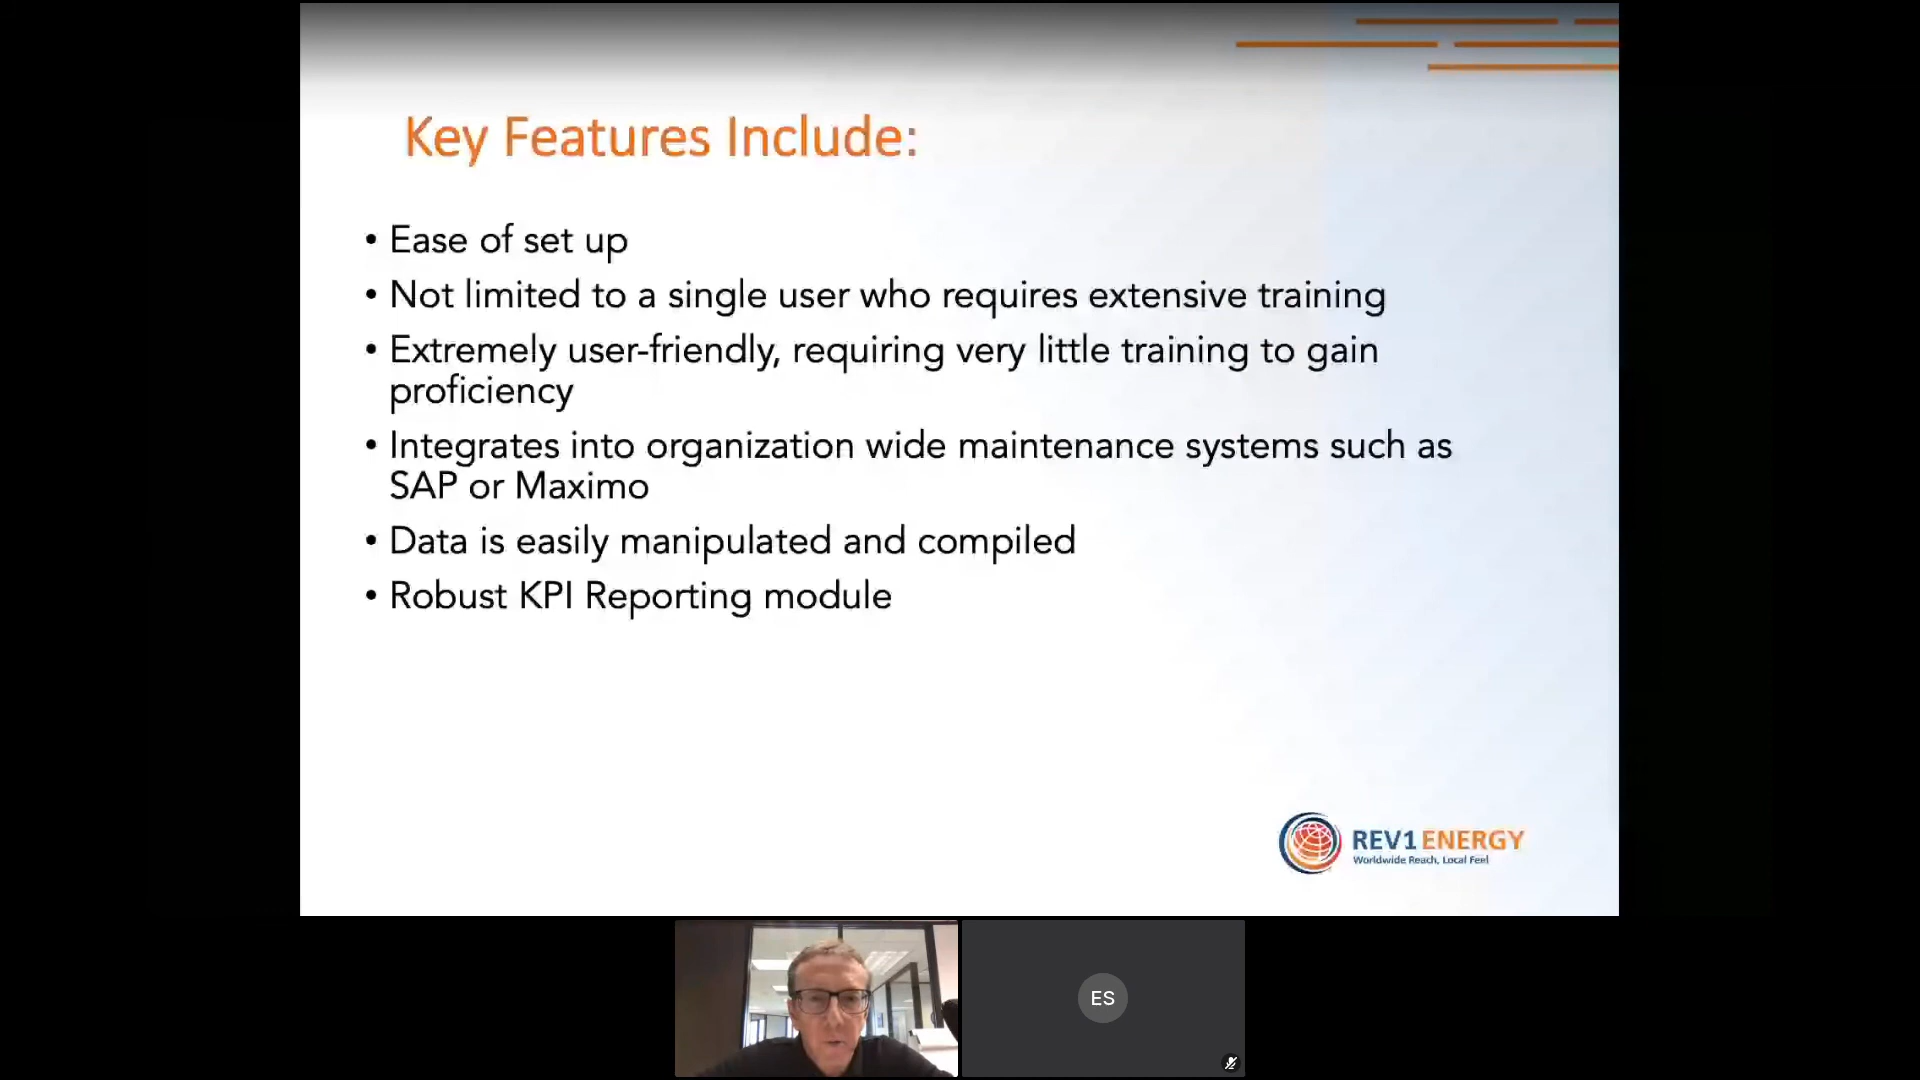 Key Features Include:
• Ease of set up
• Not limited to a single user who requires extensive training
• Extremely user-friendly, requiring very little training to gain
proficiency
• Integrates into organization wide maintenance systems such as
SAP or Maximo
• Data is easily manipulated and compiled
• Robust KPI Reporting module
REV1 ENERGY
Worldwide Reach, Local Feel
ES